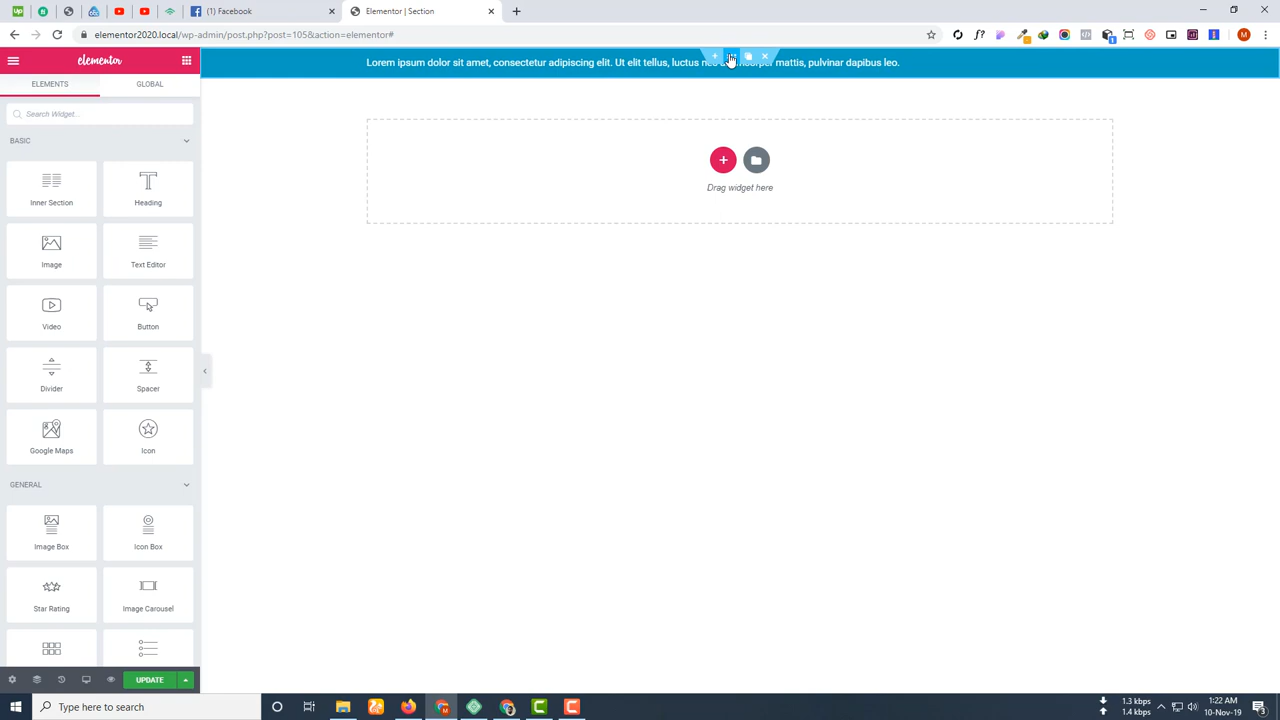 (1) Facebook
Elementor | Section
elementor2020.local/wp-admin/post.php?post=105&action=elementor#
elementor
ELEMENTS
GLOBAL
Search Widget...
BASIC
Inner Section
Heading
Image
Text Editor
Video
Button
Divider
Spacer
Google Maps
Icon
GENERAL
Image Box
Icon Box
Star Rating
Image Carousel
UPDATE
Lorem ipsum dolor sit amet, consectetur adipiscing elit. Ut elit tellus, luctus mattis, pulvinar dapibus leo.
Drag widget here
Type here to search
1.3 kbps
1.4 kbps
1:22 AM
10-Nov-19